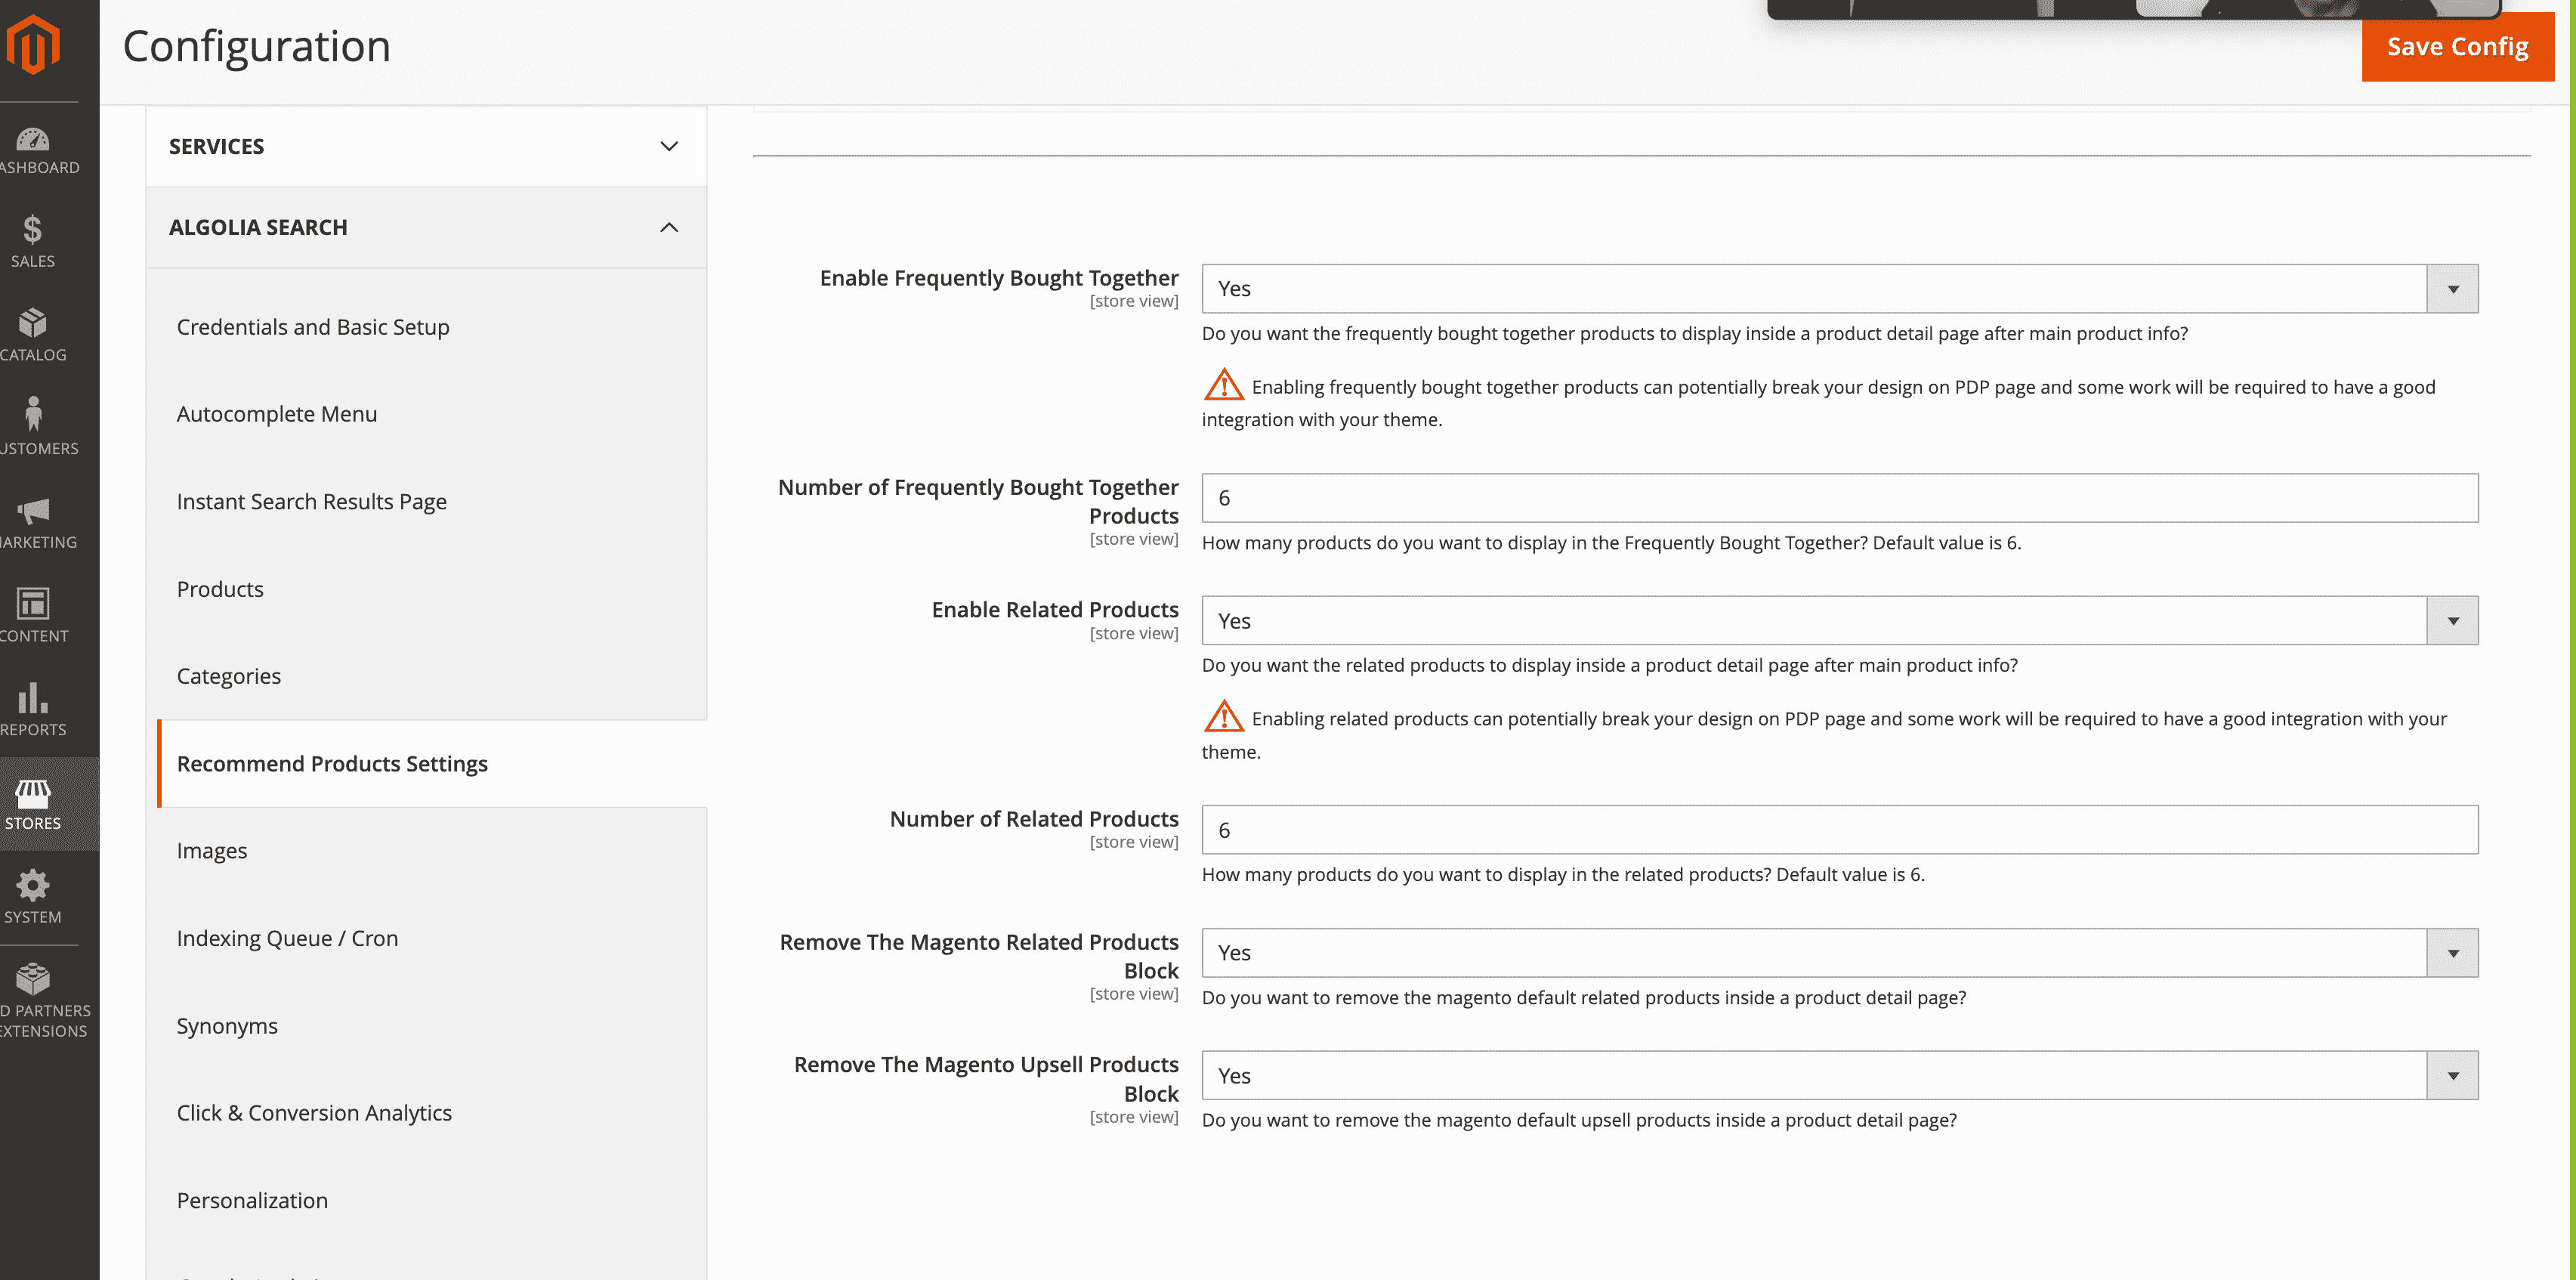 Configuration
Save Config
ASHBOARD
SALES
CATALOG
USTOMERS
ARKETING
CONTENT
REPORTS
STORES
SYSTEM
D PARTNERS
EXTENSIONS
SERVICES
ALGOLIA SEARCH
Credentials and Basic Setup
Autocomplete Menu
Instant Search Results Page
Products
Categories
Recommend Products Settings
Images
Indexing Queue / Cron
Synonyms
Click & Conversion Analytics
Personalization
Enable Frequently Bought Together
[store view]
Yes
Do you want the frequently bought together products to display inside a product detail page after main product info?
Enabling frequently bought together products can potentially break your design on PDP page and some work will be required to have a good
integration with your theme.
Number of Frequently Bought Together
Products
[store view]
6
How many products do you want to display in the Frequently Bought Together? Default value is 6.
Enable Related Products
[store view]
Yes
Do you want the related products to display inside a product detail page after main product info?
Enabling related products can potentially break your design on PDP page and some work will be required to have a good integration with your
theme.
Number of Related Products
[store view]
6
How many products do you want to display in the related products? Default value is 6.
Remove The Magento Related Products
Block
[store view]
Yes
Do you want to remove the magento default related products inside a product detail page?
Remove The Magento Upsell Products
Block
[store view]
Yes
Do you want to remove the magento default upsell products inside a product detail page?